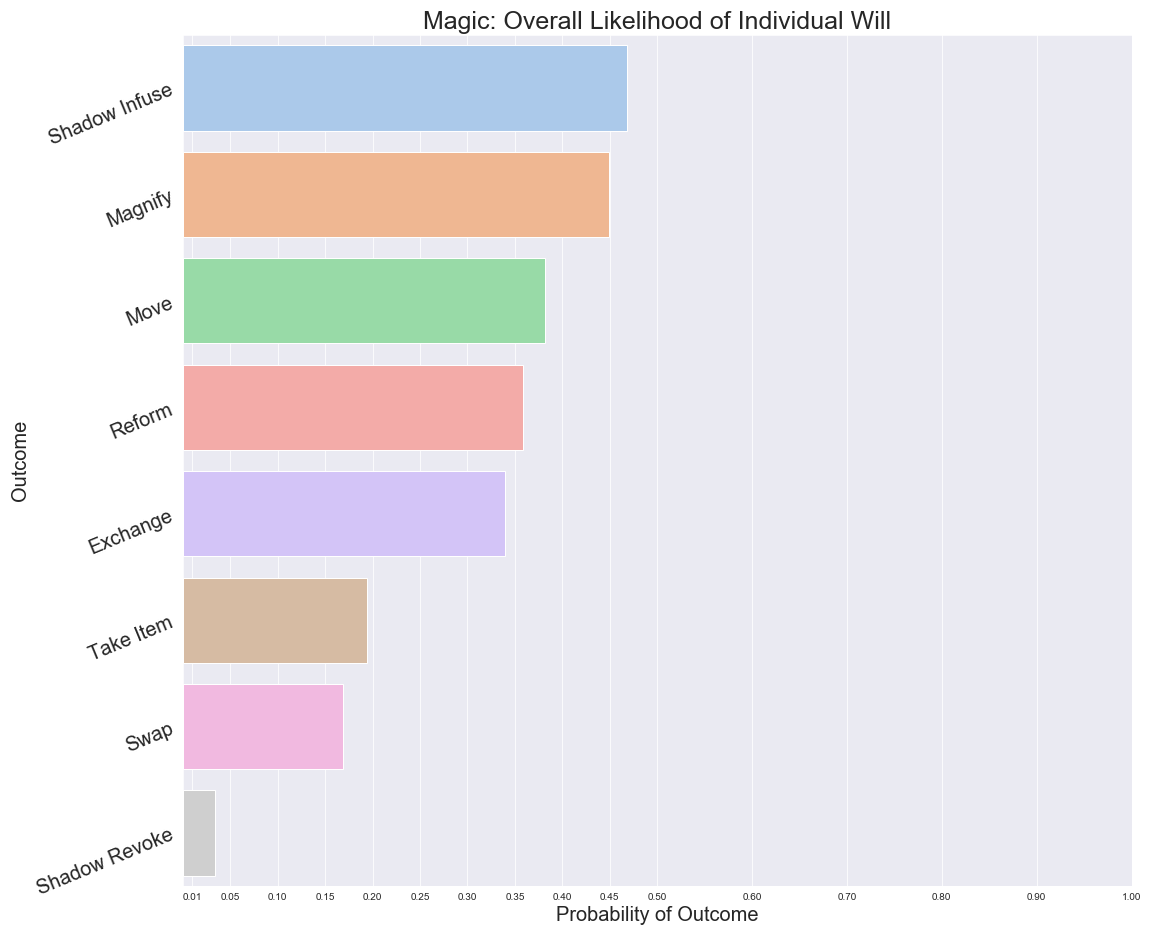 Magic: Overall Likelihood of Individual Will
Shadow Infuse
Magnify
Move
Reform
Exchange
Take Item
Swap
Shadow Revoke
Outcome
0.01 0.05 0.10 0.15 0.20 0.25 0.30 0.35 0.40 0.45 0.50 0.60 0.70 0.80 0.90 1.00
Probability of Outcome